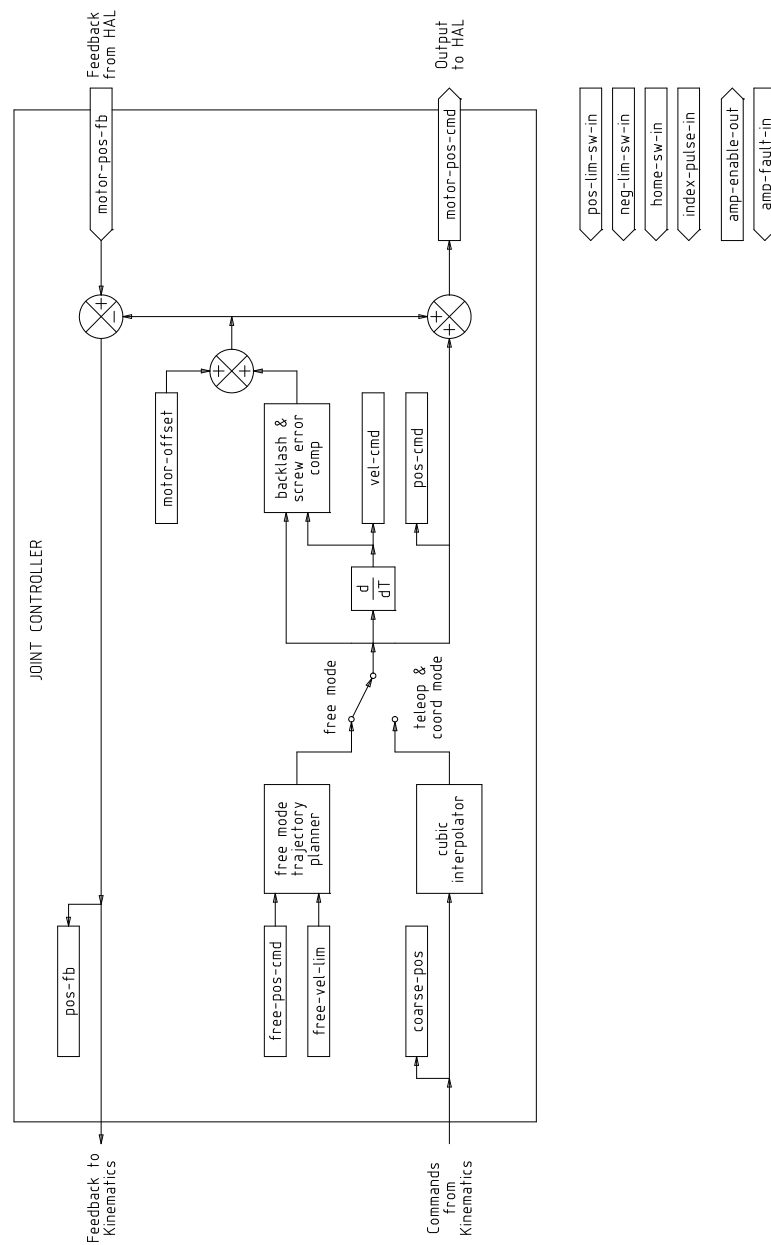 JOINT CONTROLLER
Feedback to
Kinematics
pos-fb
motor-pos-fb
Feedback
from HAL
free-pos-cmd
free-vel-lim
free mode
trajectory
planner
free mode
teleop &
coord mode
motor-offset
backlash &
screw error
comp
+
-
+
+
d
dT
vel-cmd
pos-cmd
Commands
from
Kinematics
coarse-pos
cubic
interpolator
+
+
motor-pos-cmd
Output
to HAL
pos-lim-sw-in
neg-lim-sw-in
home-sw-in
index-pulse-in
amp-enable-out
amp-fault-in